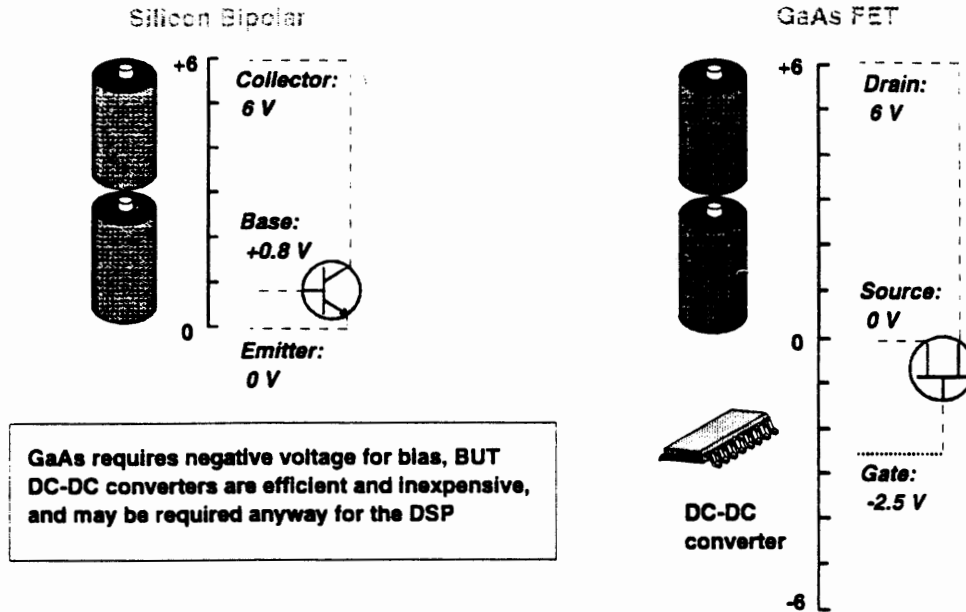 Silicon Bipolar
+6
Collector:
6 V
Base:
+0.8 V
0
Emitter:
0 V
GaAs requires negative voltage for bias, BUT
DC-DC converters are efficient and inexpensive,
and may be required anyway for the DSP
GaAs FET
+6
Drain:
6 V
Source:
0 V
0
Gate:
-2.5 V
DC-DC
converter
-6